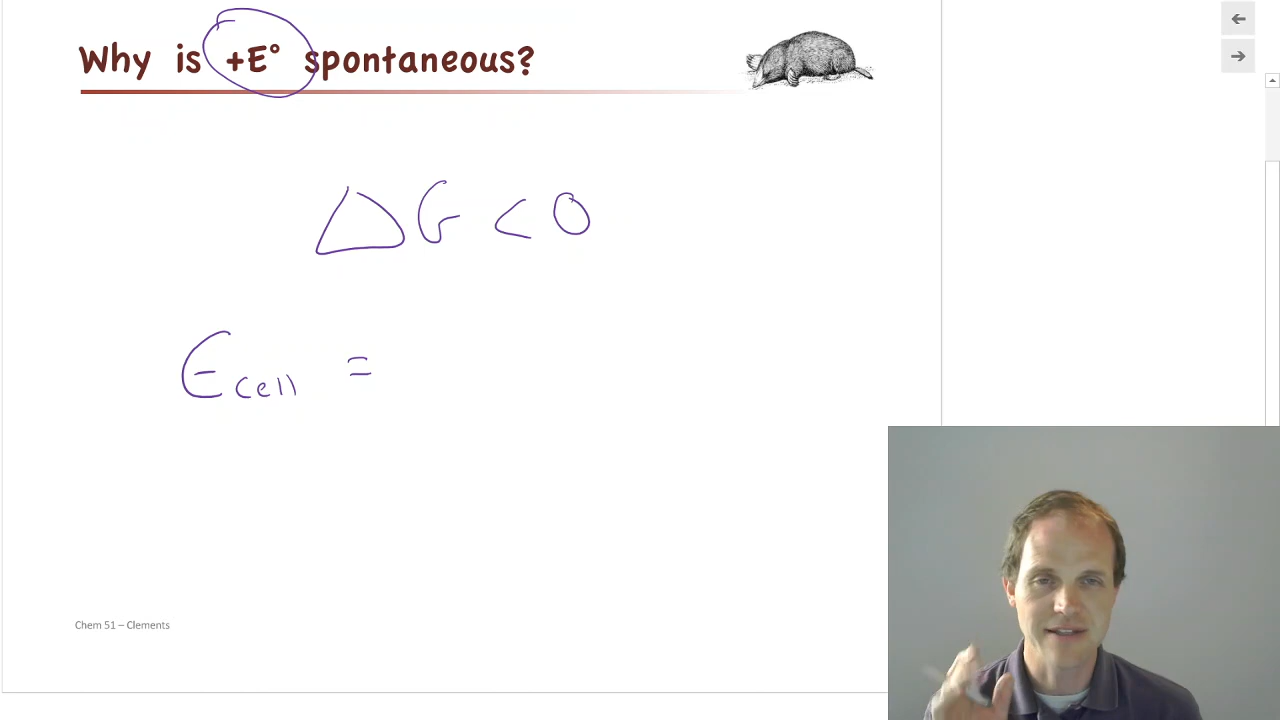 Why is +E° spontaneous?
ΔG < 0
Ecell =
Chem 51 – Clements